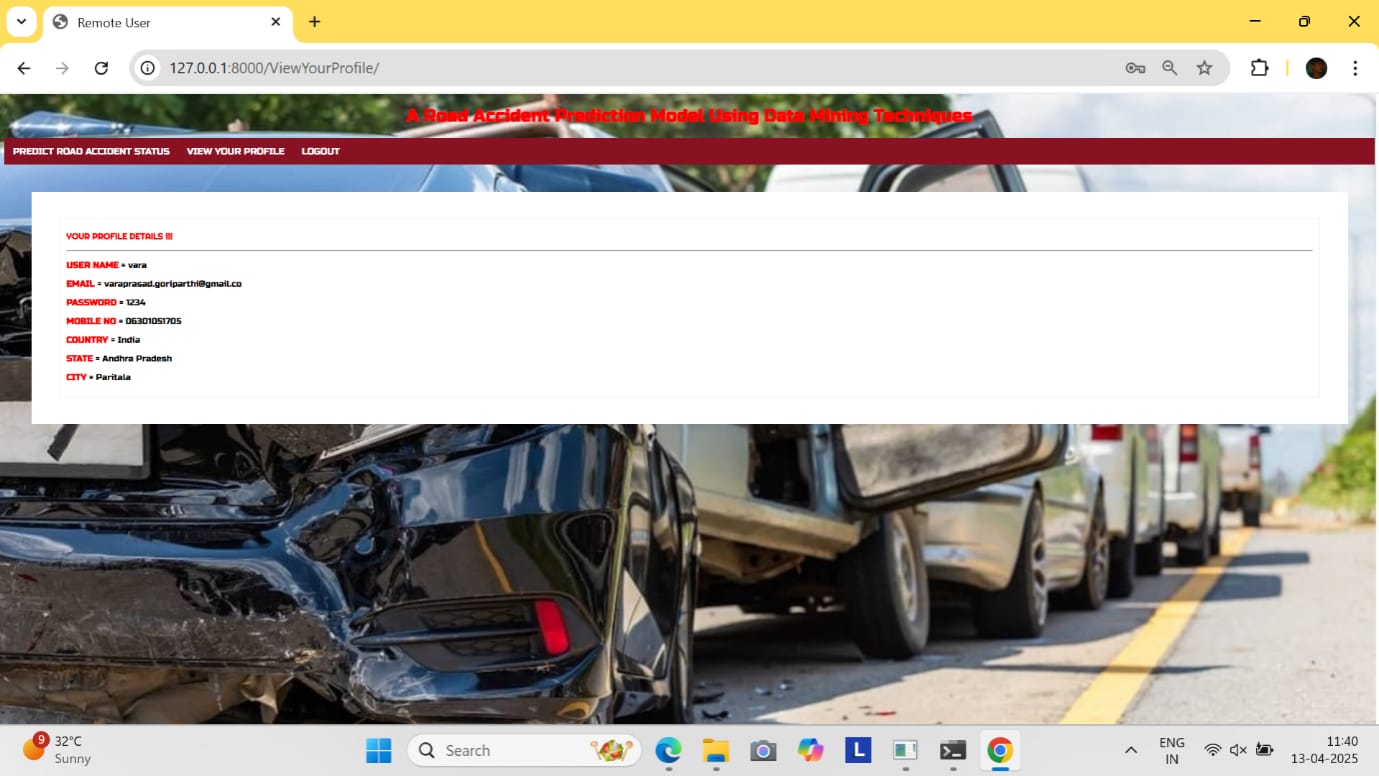 Remote User
127.0.0.1:8000/ViewYourProfile/
A Road Accident Prediction Model Using Data Mining Techniques
PREDICT ROAD ACCIDENT STATUS VIEW YOUR PROFILE LOGOUT
YOUR PROFILE DETAILS !!!
USER NAME = vara
EMAIL = varaprasad.goriparthi@gmail.co
PASSWORD = 1234
MOBILE NO = 06301051705
COUNTRY = India
STATE = Andhra Pradesh
CITY = Paritala
9
32°C
Sunny
Search
L
ENG
IN
11:40
13-04-2025